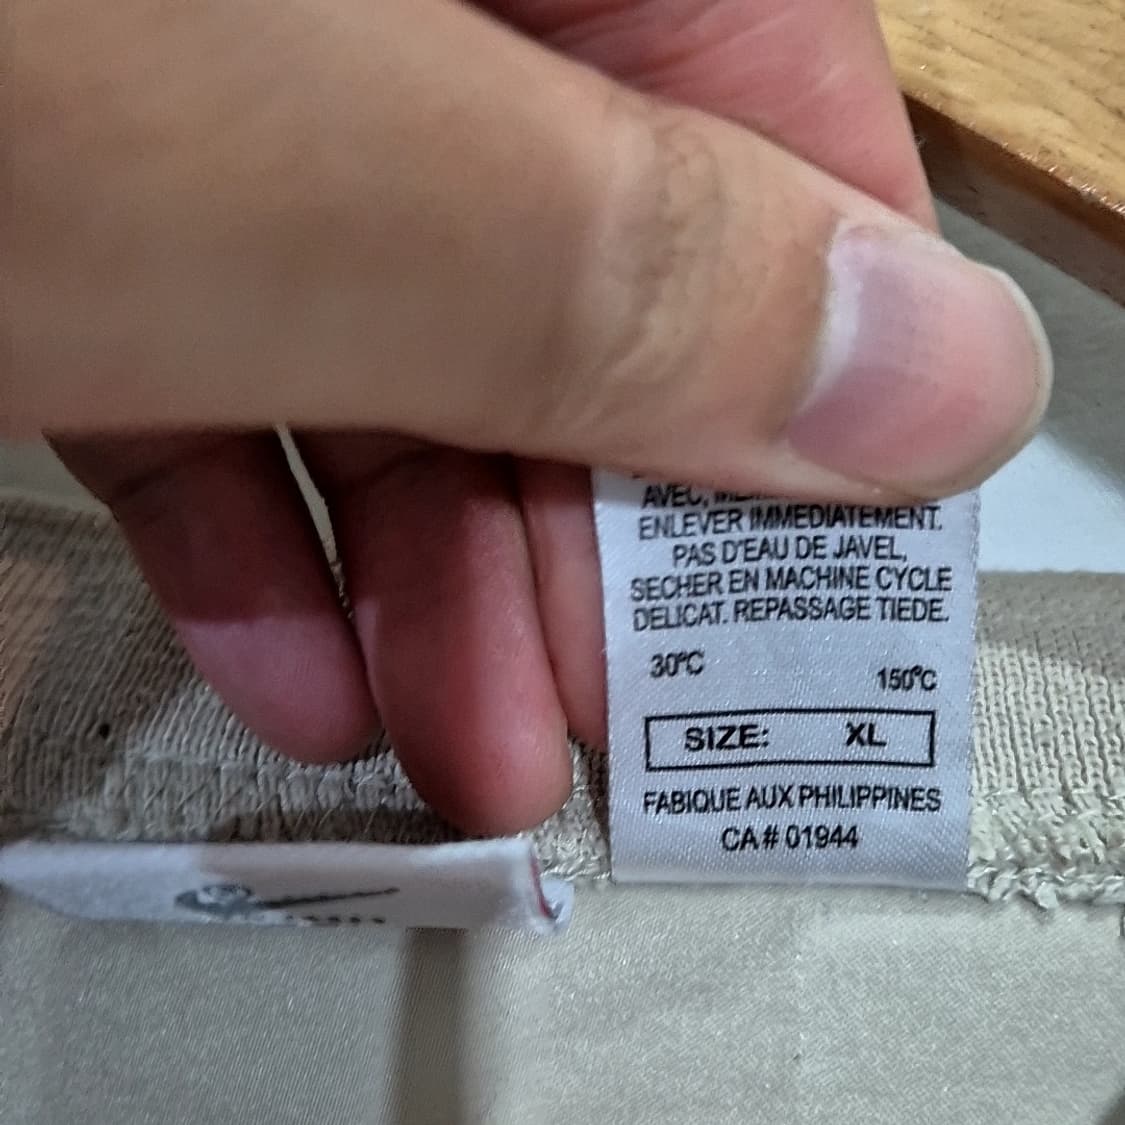 AVEC,
ENLEVER IMMEDIATEMENT.
PAS D'EAU DE JAVEL,
SECHER EN MACHINE CYCLE
DELICAT. REPASSAGE TIEDE.
30°C
150°C
SIZE: XL
FABIQUE AUX PHILIPPINES
CA # 01944